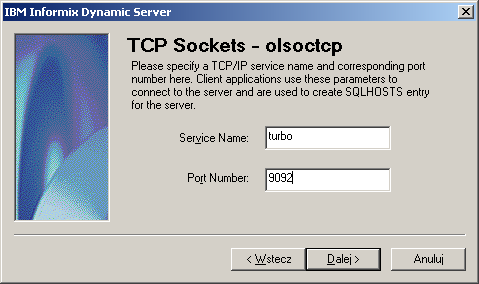 IBM Informix Dynamic Server
TCP Sockets - olsoctcp
Please specify a TCP/IP service name and corresponding port
number here. Client applications use these parameters to
connect to the server and are used to create SQLHOSTS entry
for the server.
Service Name: turbo
Port Number: 9092
< Wstecz Dalej > Anuluj